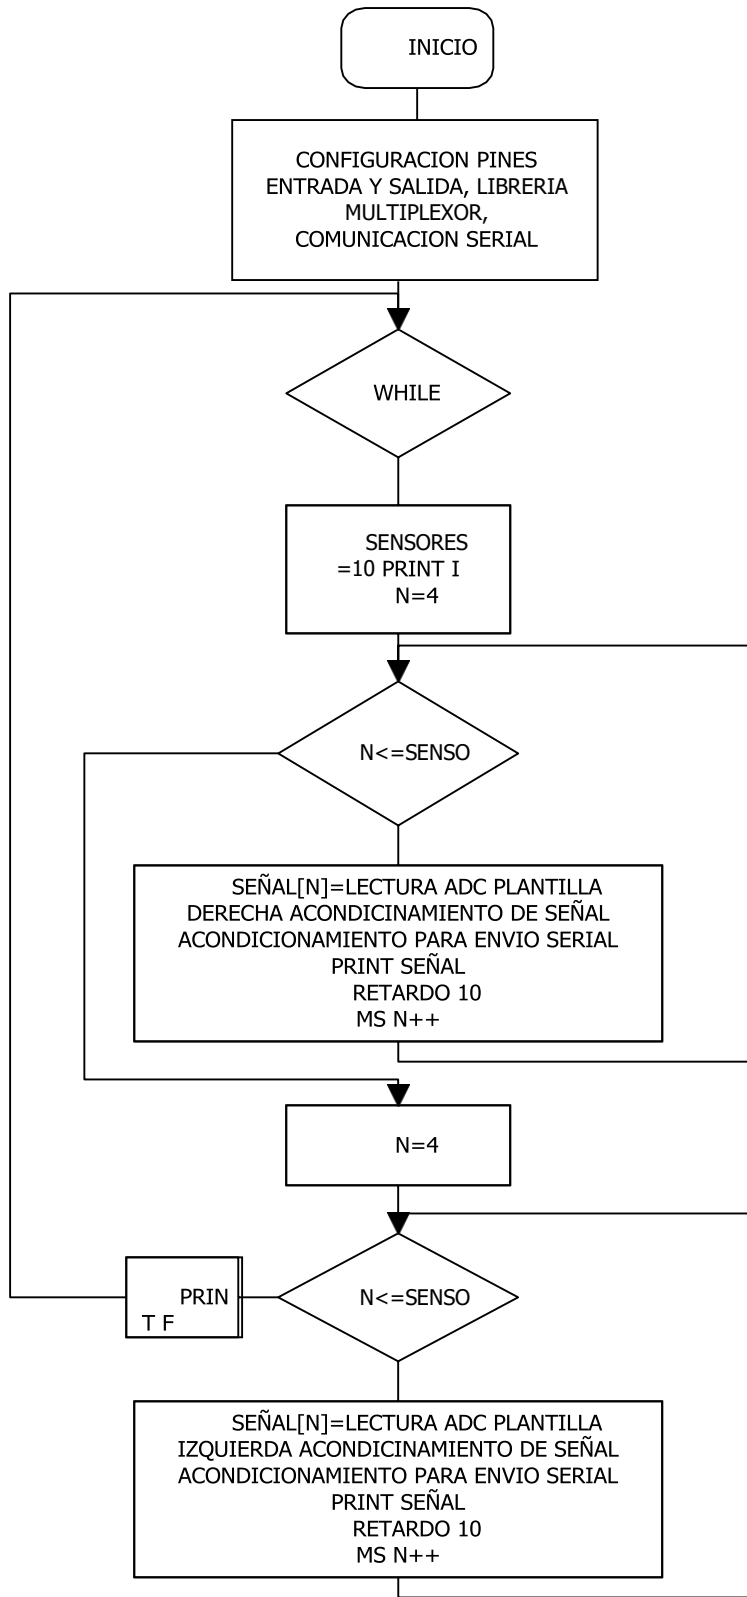 INICIO
CONFIGURACION PINES
ENTRADA Y SALIDA, LIBRERIA
MULTIPLEXOR,
COMUNICACION SERIAL
WHILE
SENSORES
=10 PRINT I
N=4
N<=SENSO
SEÑAL[N]=LECTURA ADC PLANTILLA
DERECHA ACONDICINAMIENTO DE SEÑAL
ACONDICIONAMIENTO PARA ENVIO SERIAL
PRINT SEÑAL
RETARDO 10
MS N++
N=4
N<=SENSO
PRIN
T F
SEÑAL[N]=LECTURA ADC PLANTILLA
IZQUIERDA ACONDICINAMIENTO DE SEÑAL
ACONDICIONAMIENTO PARA ENVIO SERIAL
PRINT SEÑAL
RETARDO 10
MS N++